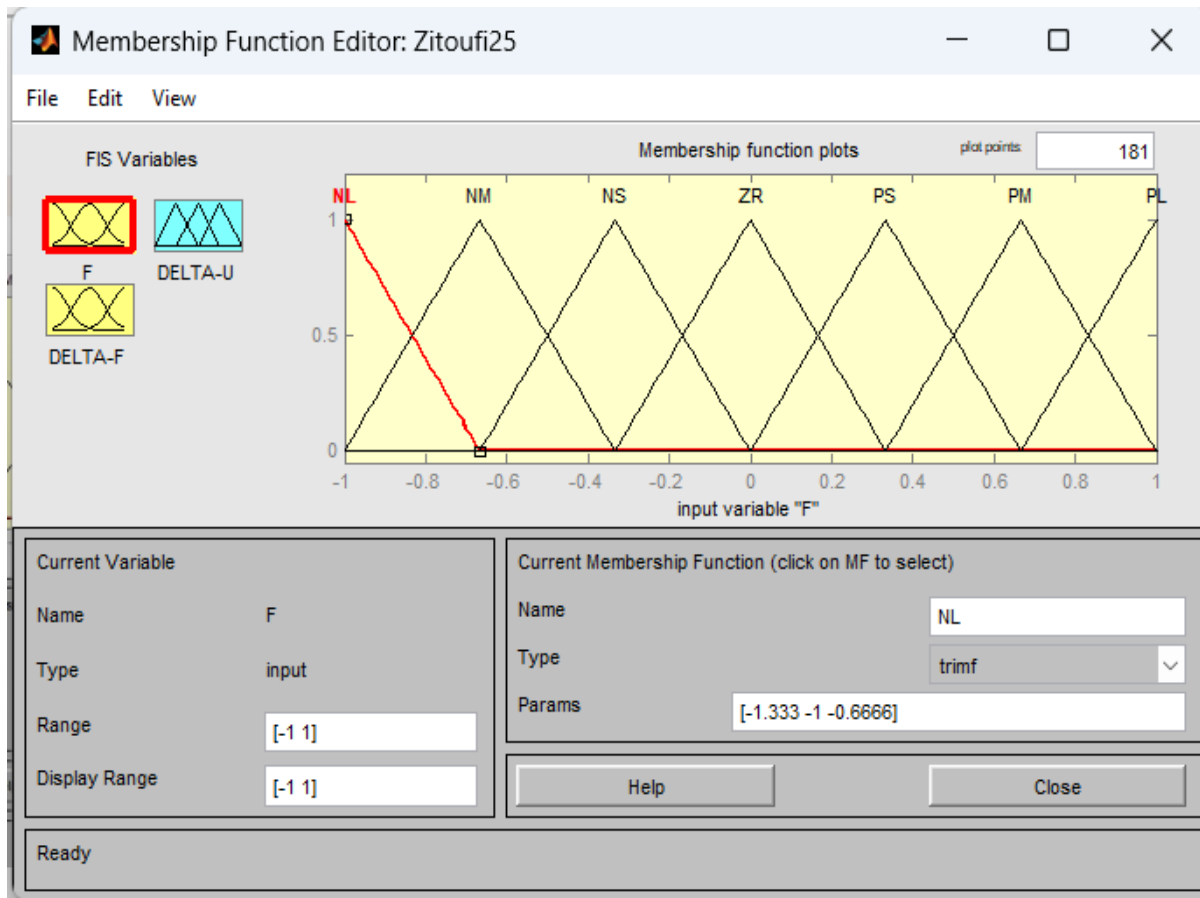 Membership Function Editor: Zitoufi25
File Edit View
FIS Variables
F
DELTA-U
DELTA-F
Membership function plots
plot points:
181
NL NM NS ZR PS PM PL
1
0.5
0
-1 -0.8 -0.6 -0.4 -0.2 0 0.2 0.4 0.6 0.8 1
input variable "F"
Current Variable
Name F
Type input
Range [-1 1]
Display Range [-1 1]
Current Membership Function (click on MF to select)
Name NL
Type trimf
Params [-1.333 -1 -0.6666]
Help Close
Ready